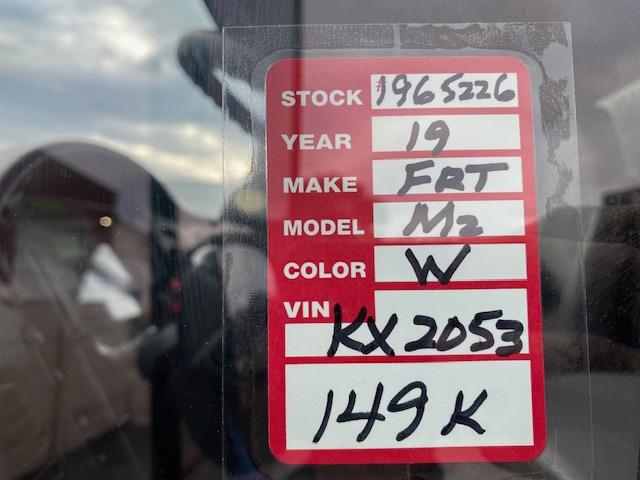 STOCK #1965226
YEAR 19
MAKE FRT
MODEL M2
COLOR W
VIN
KX2053
149K